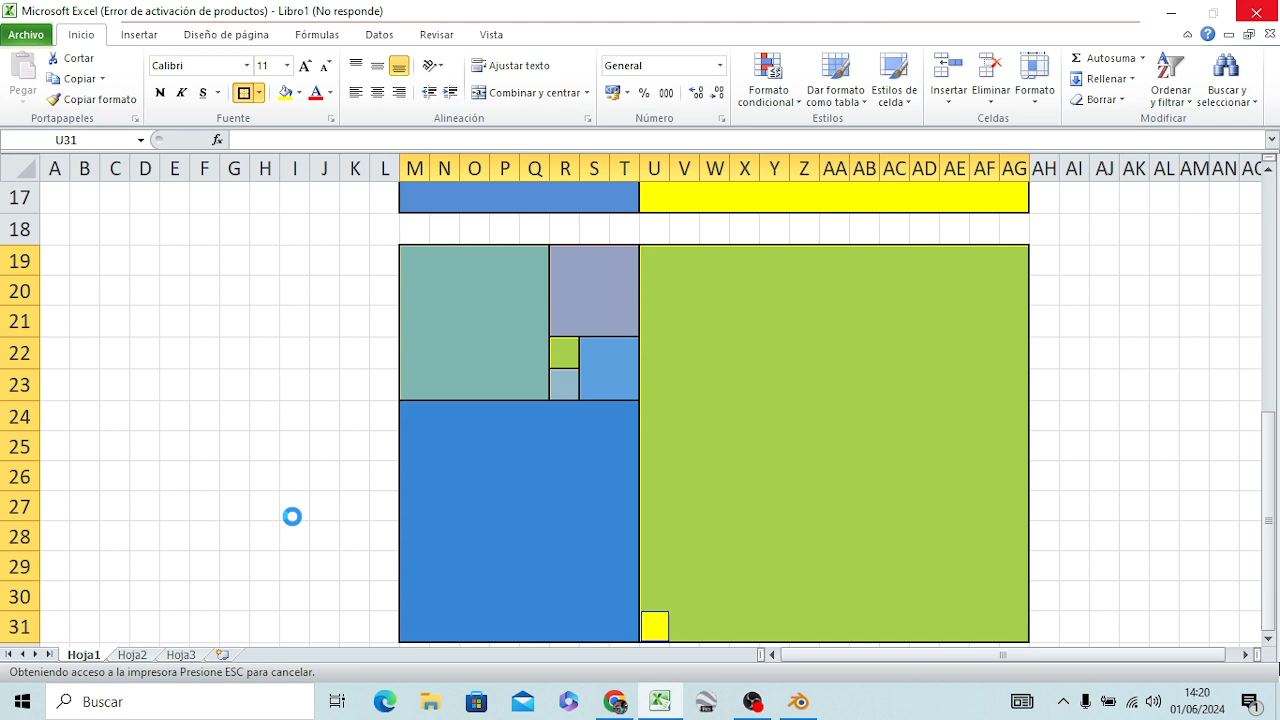 Microsoft Excel (Error de activación de productos) - Libro1 (No responde)
Archivo Inicio Insertar Diseño de página Fórmulas Datos Revisar Vista
Pegar
Cortar
Copiar
Copiar formato
Portapapeles
Calibri 11
N K S
Fuente
Ajustar texto
Combinar y centrar
Alineación
General
% 000
Número
Formato condicional
Dar formato como tabla
Estilos de celda
Estilos
Insertar
Eliminar
Formato
Celdas
Autosuma
Rellenar
Borrar
Ordenar y filtrar
Buscar y seleccionar
Modificar
U31 fx
A B C D E F G H I J K L M N O P Q R S T U V W X Y Z AA AB AC AD AE AF AG AH AI AJ AK AL AM AN
17
18
19
20
21
22
23
24
25
26
27
28
29
30
31
Hoja1 Hoja2 Hoja3
Obteniendo acceso a la impresora Presione ESC para cancelar.
Buscar
14:20
01/06/2024